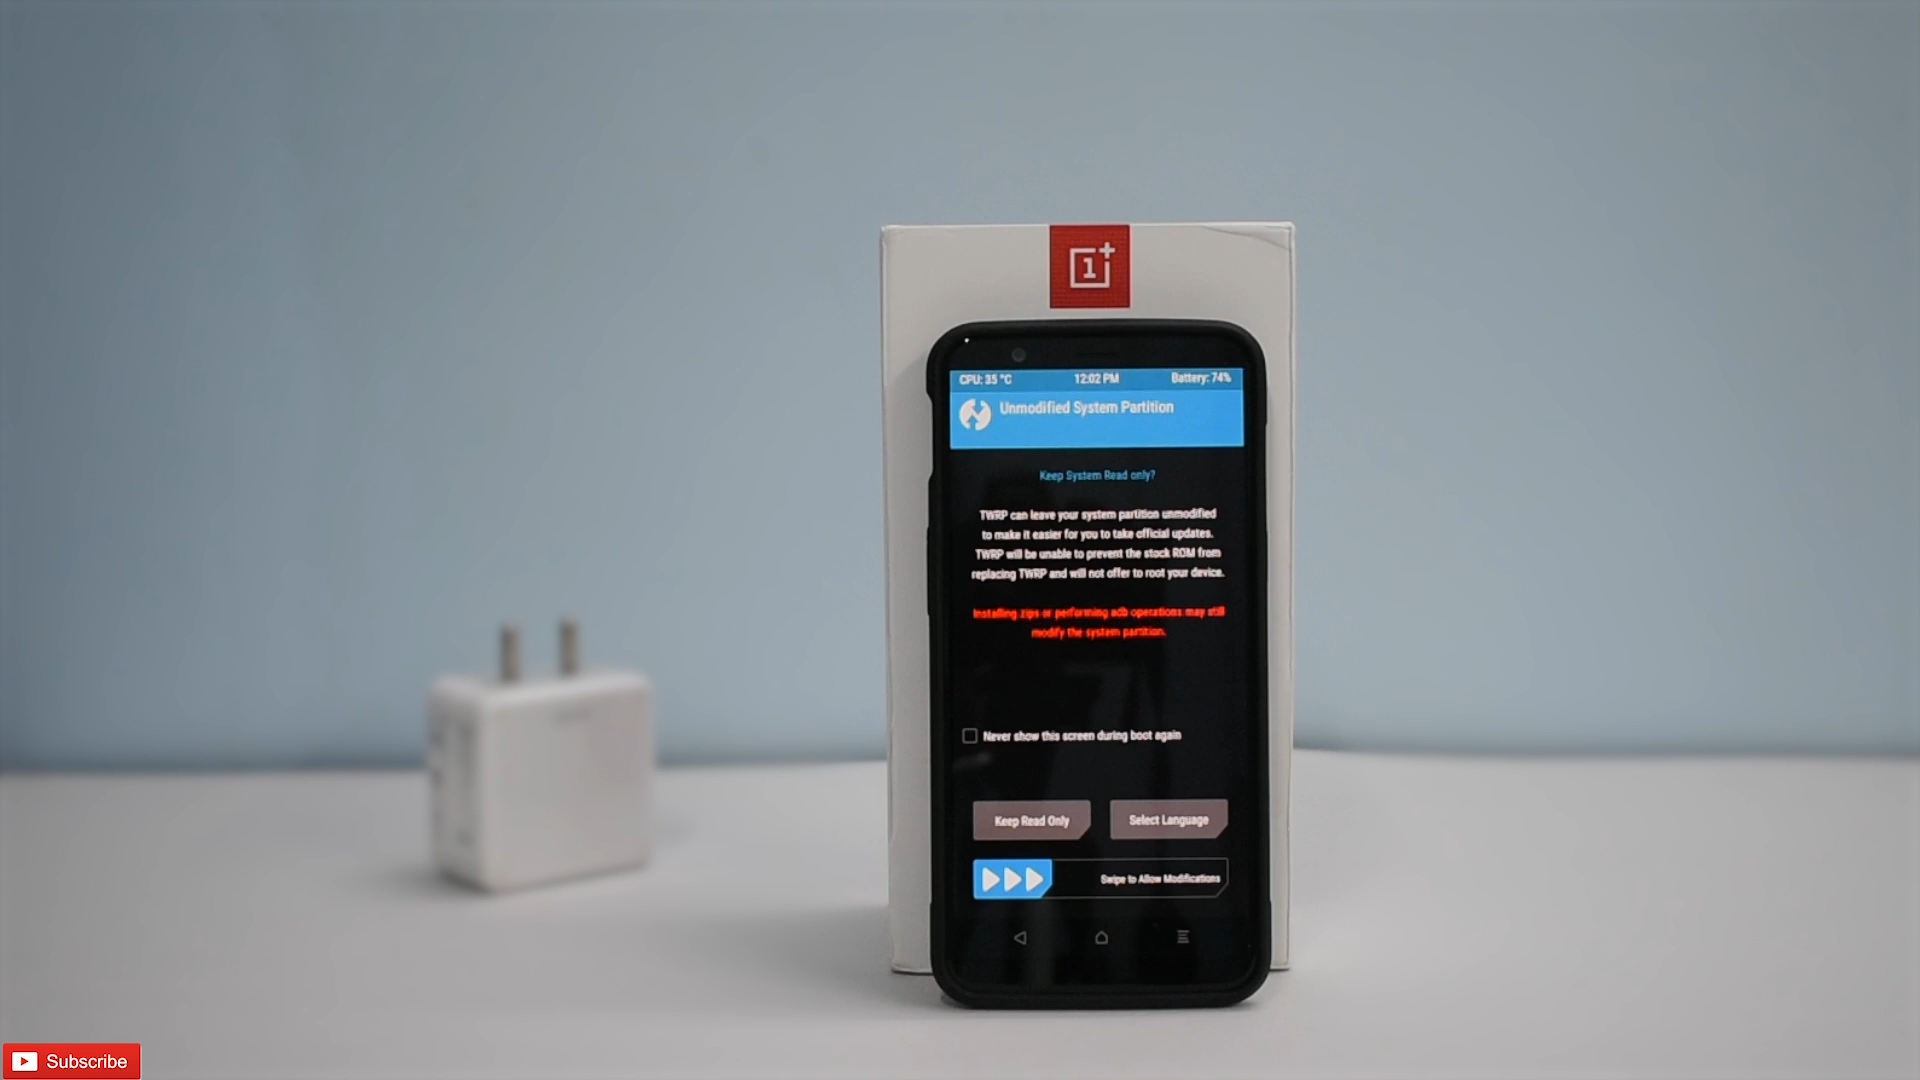 1+
CPU: 35 °C 12:02 PM Battery: 74%
Unmodified System Partition
Keep System Read only?
TWRP can leave your system partition unmodified
to make it easier for you to take official updates.
TWRP will be unable to prevent the stock ROM from
replacing TWRP and will not offer to root your device.
Installing zips or performing adb operations may still
modify the system partition.
Never show this screen during boot again
Keep Read Only Select Language
Swipe to Allow Modifications
Subscribe